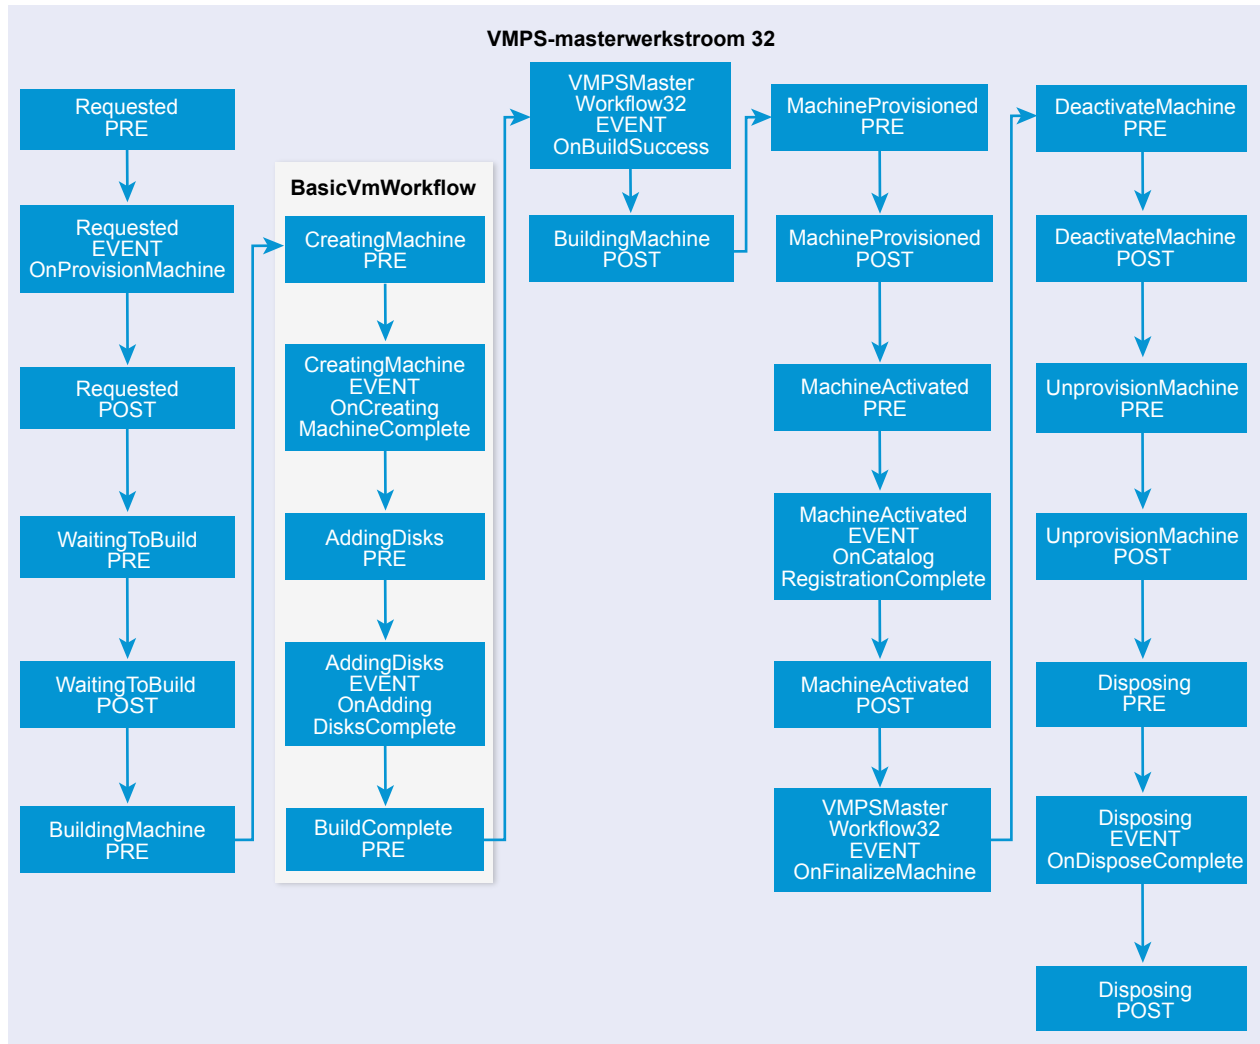 VMPS-masterwerkstroom 32
Requested
PRE
Requested
EVENT
OnProvisionMachine
Requested
POST
WaitingToBuild
PRE
WaitingToBuild
POST
BuildingMachine
PRE
BasicVmWorkflow
CreatingMachine
PRE
CreatingMachine
EVENT
OnCreating
MachineComplete
AddingDisks
PRE
AddingDisks
EVENT
OnAdding
DisksComplete
BuildComplete
PRE
VMPSMaster
Workflow32
EVENT
OnBuildSuccess
BuildingMachine
POST
MachineProvisioned
PRE
MachineProvisioned
POST
MachineActivated
PRE
MachineActivated
EVENT
OnCatalog
RegistrationComplete
MachineActivated
POST
VMPSMaster
Workflow32
EVENT
OnFinalizeMachine
DeactivateMachine
PRE
DeactivateMachine
POST
UnprovisionMachine
PRE
UnprovisionMachine
POST
Disposing
PRE
Disposing
EVENT
OnDisposeComplete
Disposing
POST